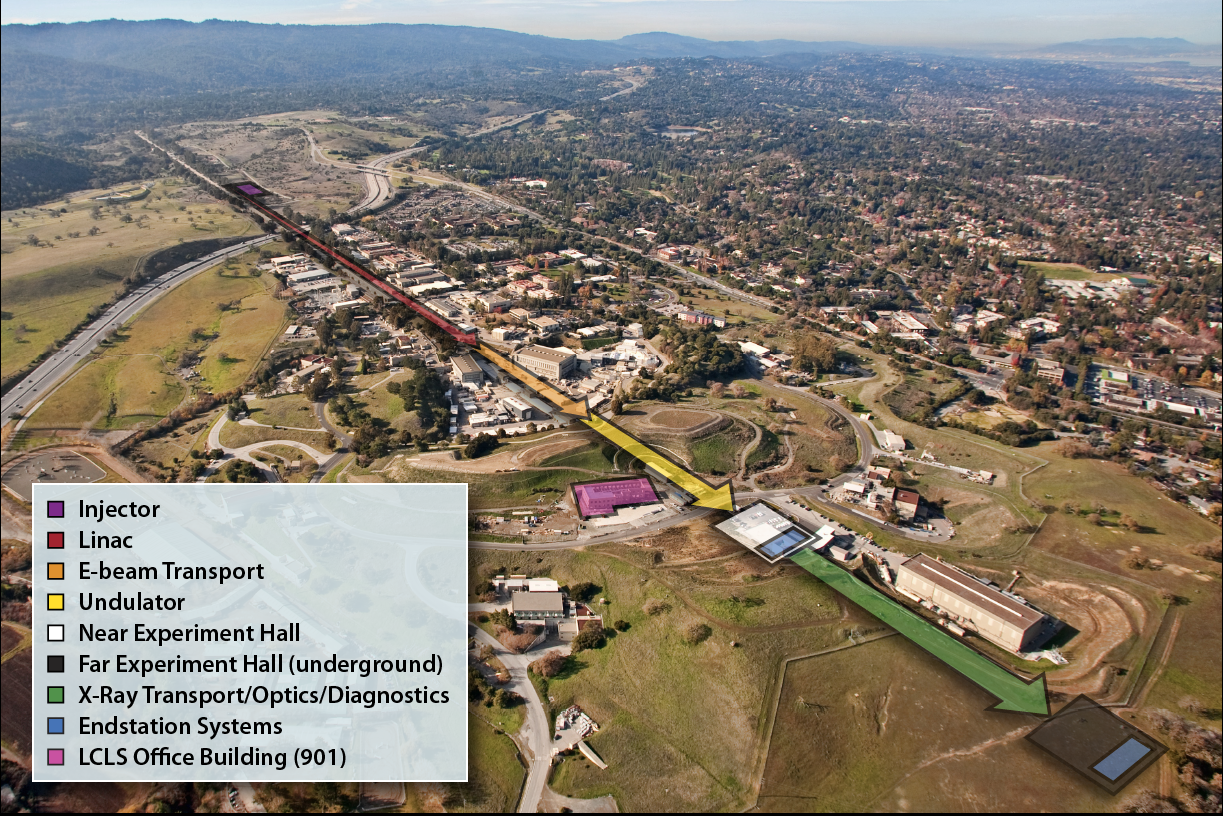 Injector
Linac
E-beam Transport
Undulator
Near Experiment Hall
Far Experiment Hall (underground)
X-Ray Transport/Optics/Diagnostics
Endstation Systems
LCLS Office Building (901)